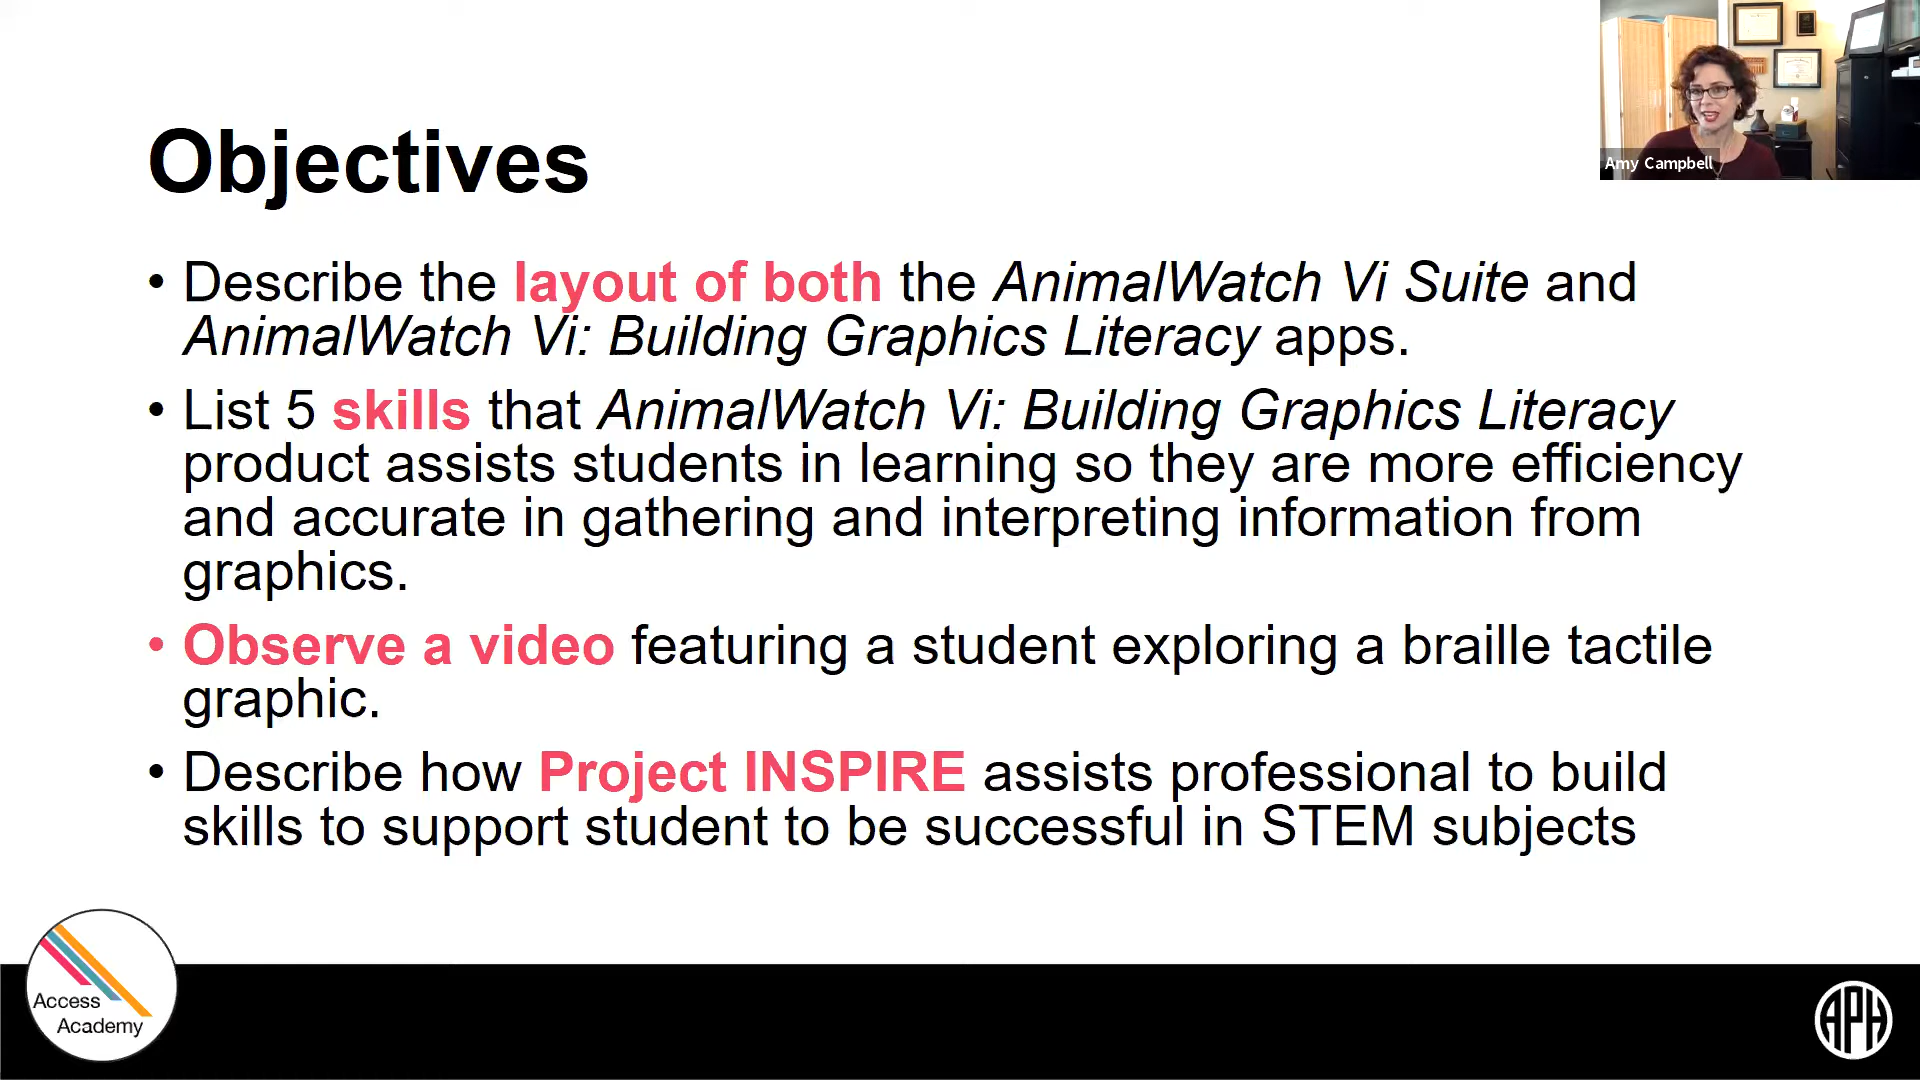 Objectives
Amy Campbell
• Describe the layout of both the AnimalWatch Vi Suite and
AnimalWatch Vi: Building Graphics Literacy apps.
• List 5 skills that AnimalWatch Vi: Building Graphics Literacy
product assists students in learning so they are more efficiency
and accurate in gathering and interpreting information from
graphics.
• Observe a video featuring a student exploring a braille tactile
graphic.
• Describe how Project INSPIRE assists professional to build
skills to support student to be successful in STEM subjects
Access
Academy
APH